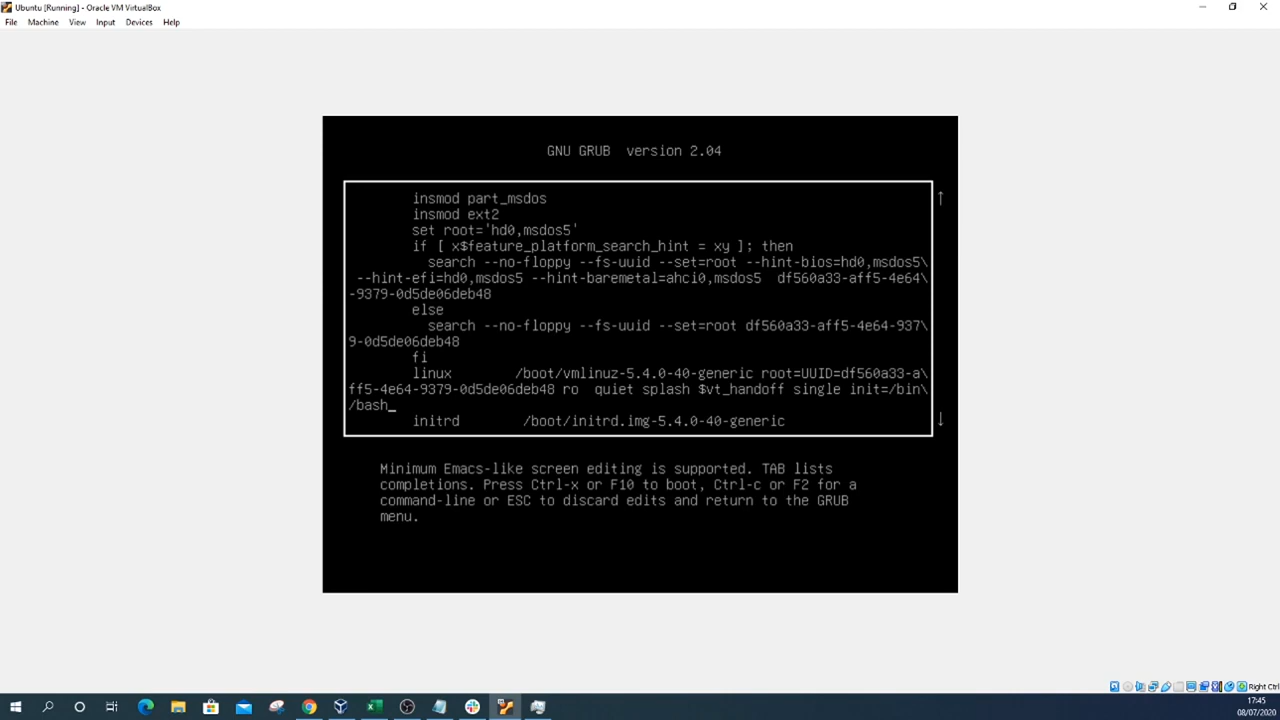 Ubuntu [Running] - Oracle VM VirtualBox
File Machine View Input Devices Help
GNU GRUB version 2.04
insmod part_msdos
insmod ext2
set root='hd0,msdos5'
if [ x$feature_platform_search_hint = xy ]; then
search --no-floppy --fs-uuid --set=root --hint-bios=hd0,msdos5\
--hint-efi=hd0,msdos5 --hint-baremetal=ahci0,msdos5 df560a33-aff5-4e64\
-9379-0d5de06deb48
else
search --no-floppy --fs-uuid --set=root df560a33-aff5-4e64-937\
9-0d5de06deb48
fi
linux /boot/vmlinuz-5.4.0-40-generic root=UUID=df560a33-a\
ff5-4e64-9379-0d5de06deb48 ro quiet splash $vt_handoff single init=/bin\
/bash_
initrd /boot/initrd.img-5.4.0-40-generic
Minimum Emacs-like screen editing is supported. TAB lists
completions. Press Ctrl-x or F10 to boot, Ctrl-c or F2 for a
command-line or ESC to discard edits and return to the GRUB
menu.
Right Ctrl
17:45
08/07/2020